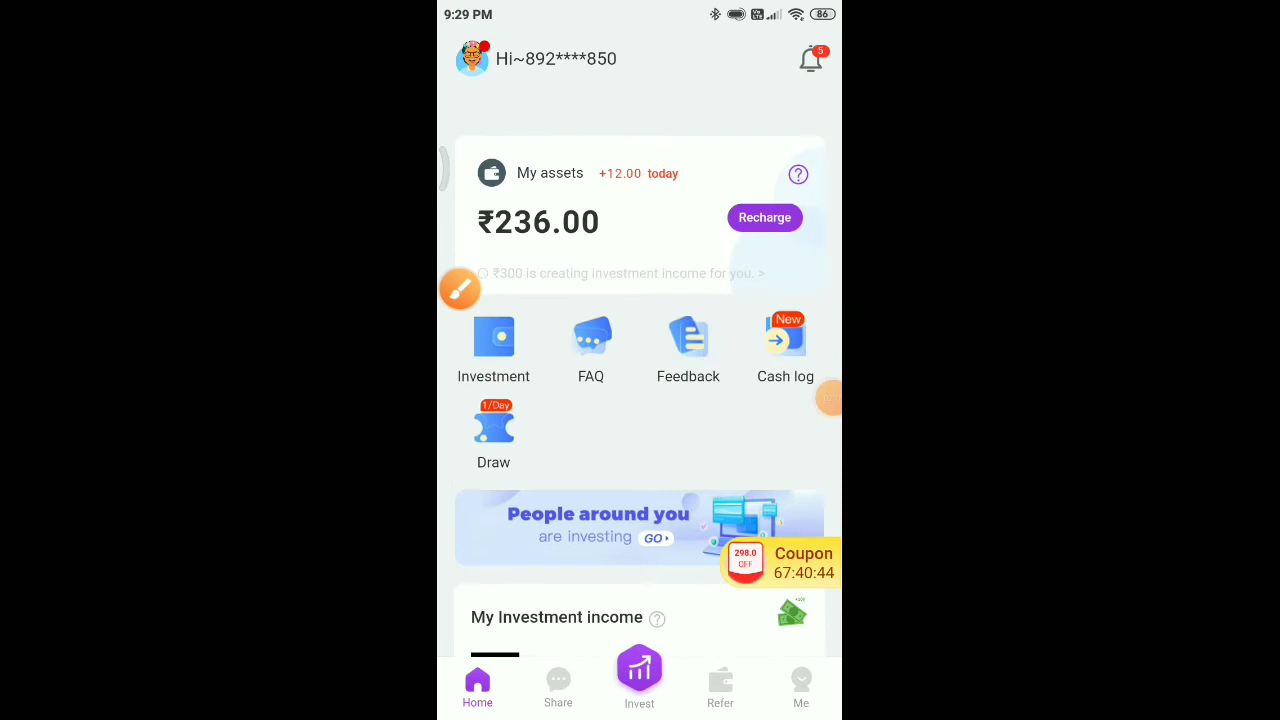 9:29 PM
86
Hi~892****850
5
My assets +12.00 today
₹236.00
Recharge
₹300 is creating investment income for you. >
New
Investment
FAQ
Feedback
Cash log
1/Day
Draw
People around you
are investing GO
298.0
OFF
Coupon
67:40:44
My Investment income
Home
Share
Invest
Refer
Me